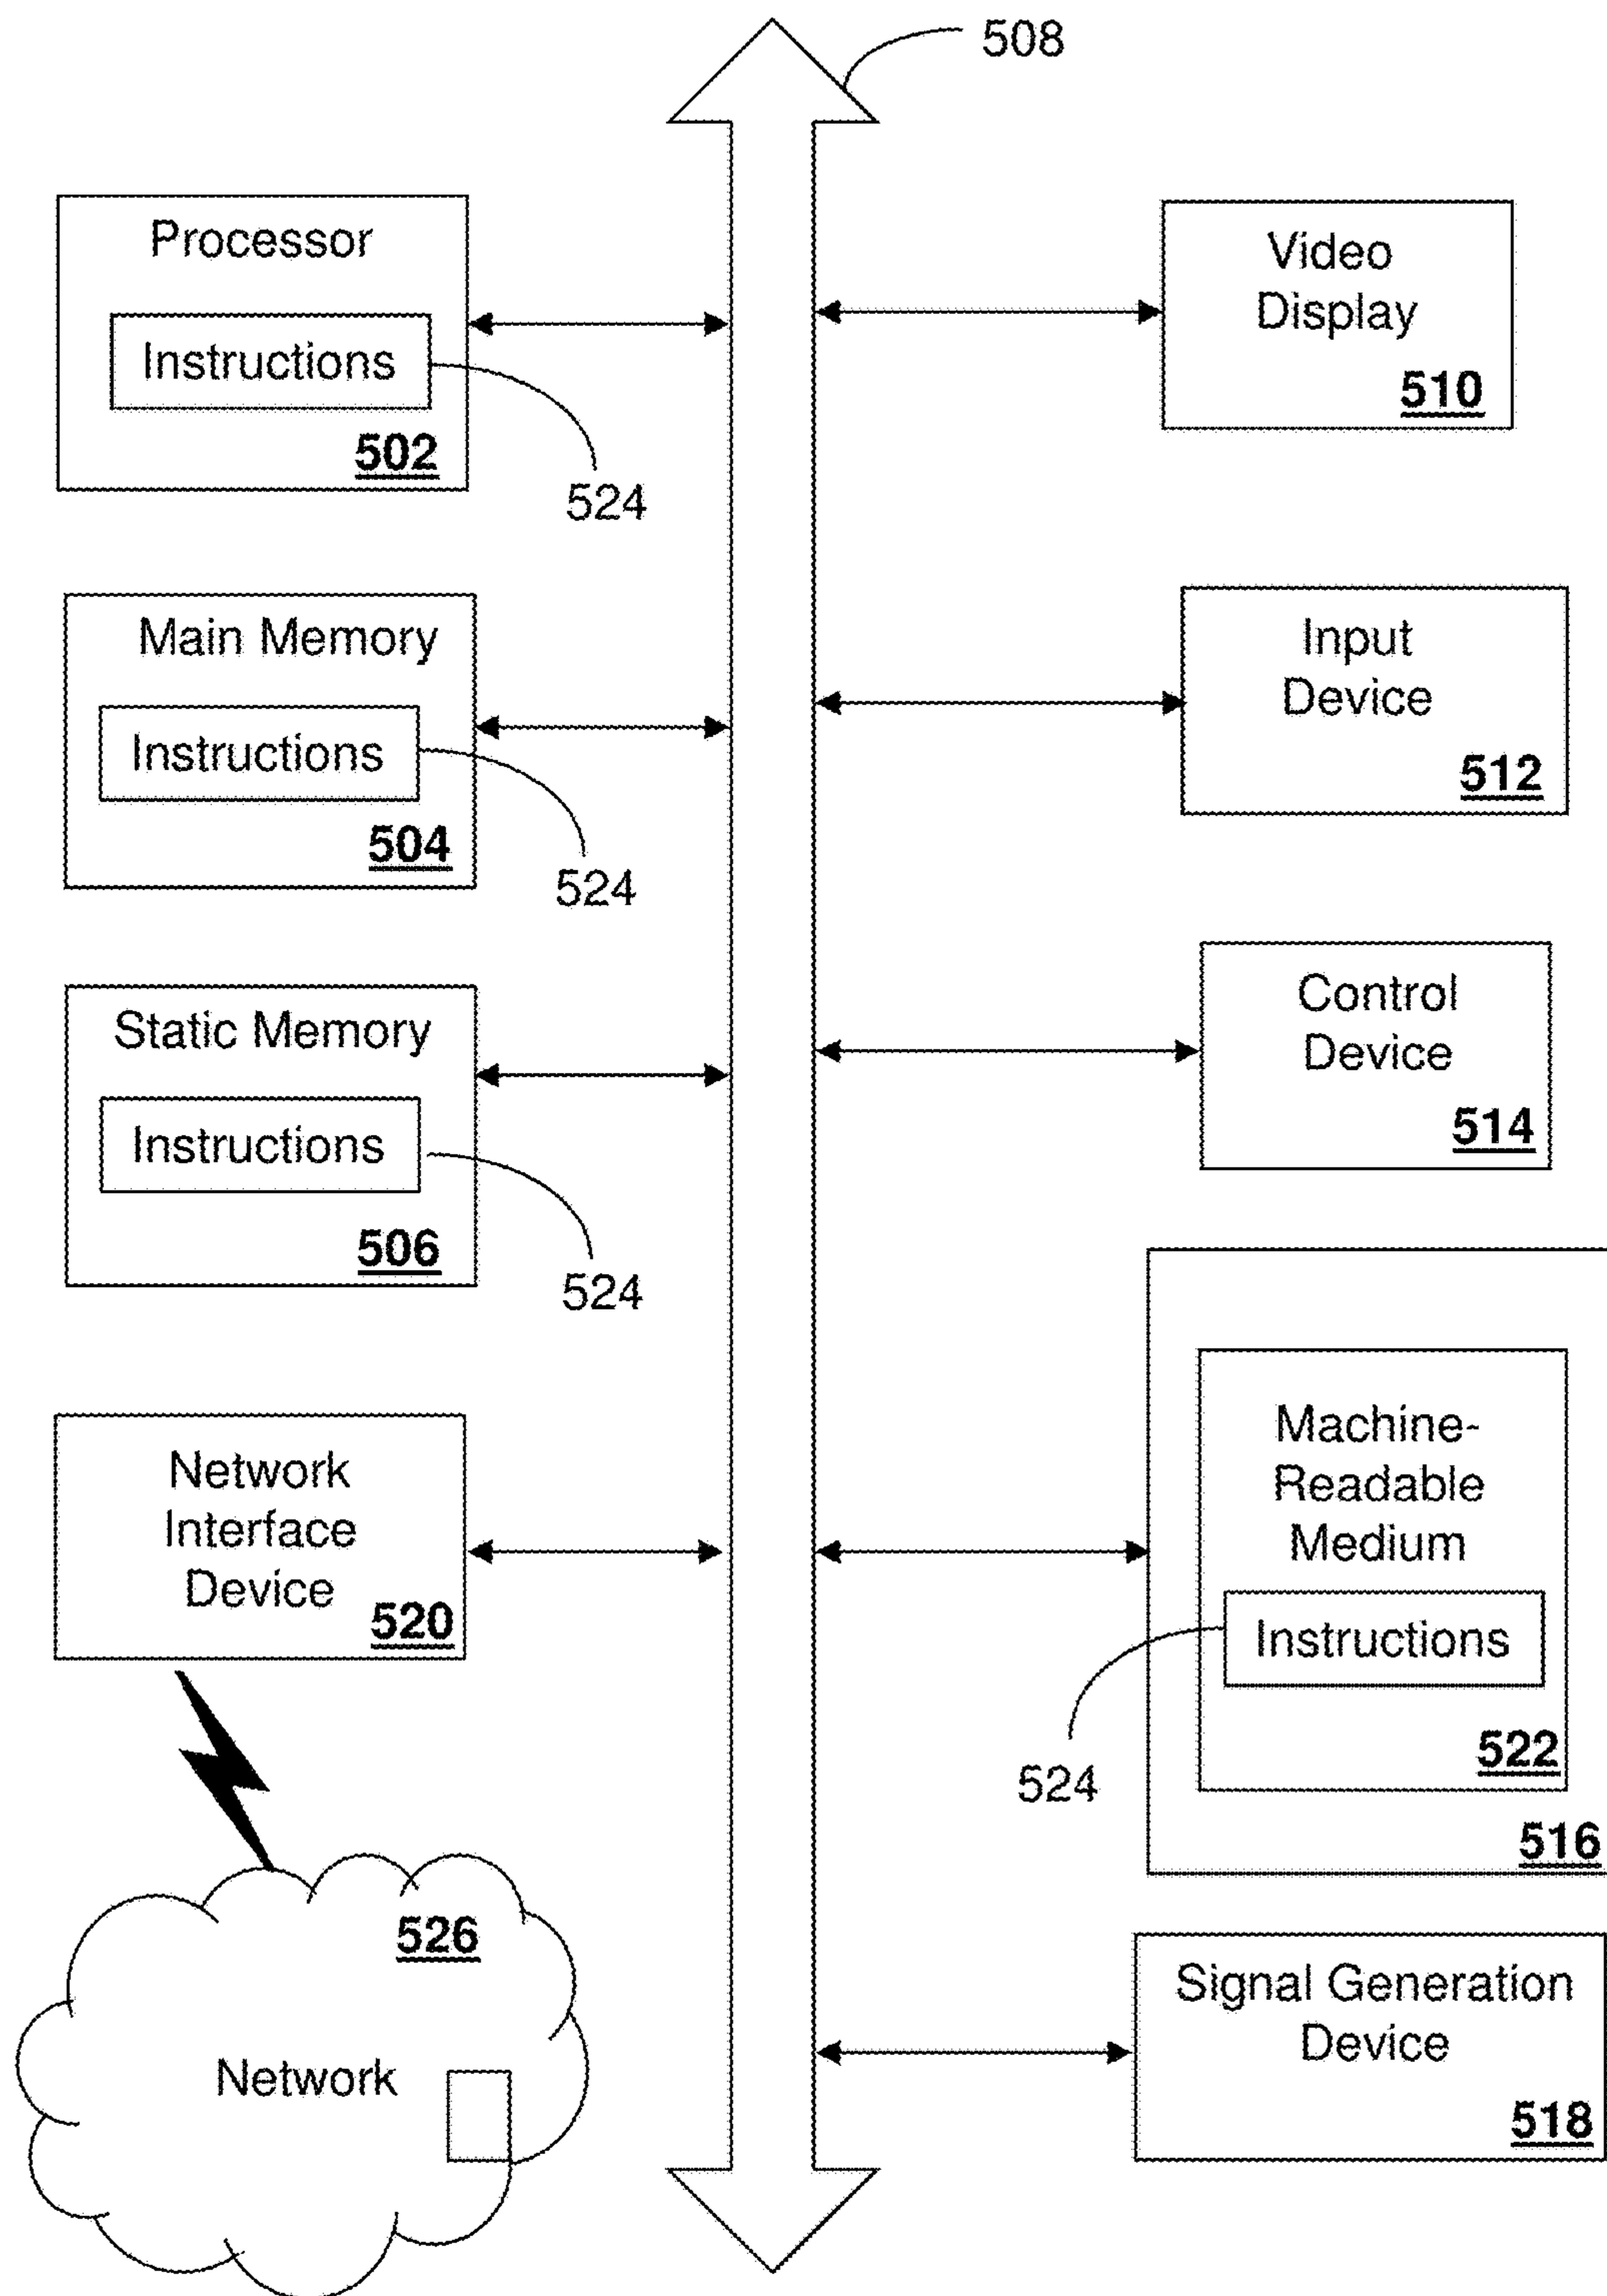 508
Processor
Instructions
502
524
Main Memory
Instructions
504
524
Static Memory
Instructions
506
524
Network
Interface
Device
520
526
Network
Video
Display
510
Input
Device
512
Control
Device
514
Machine-
Readable
Medium
Instructions
522
524
516
Signal Generation
Device
518